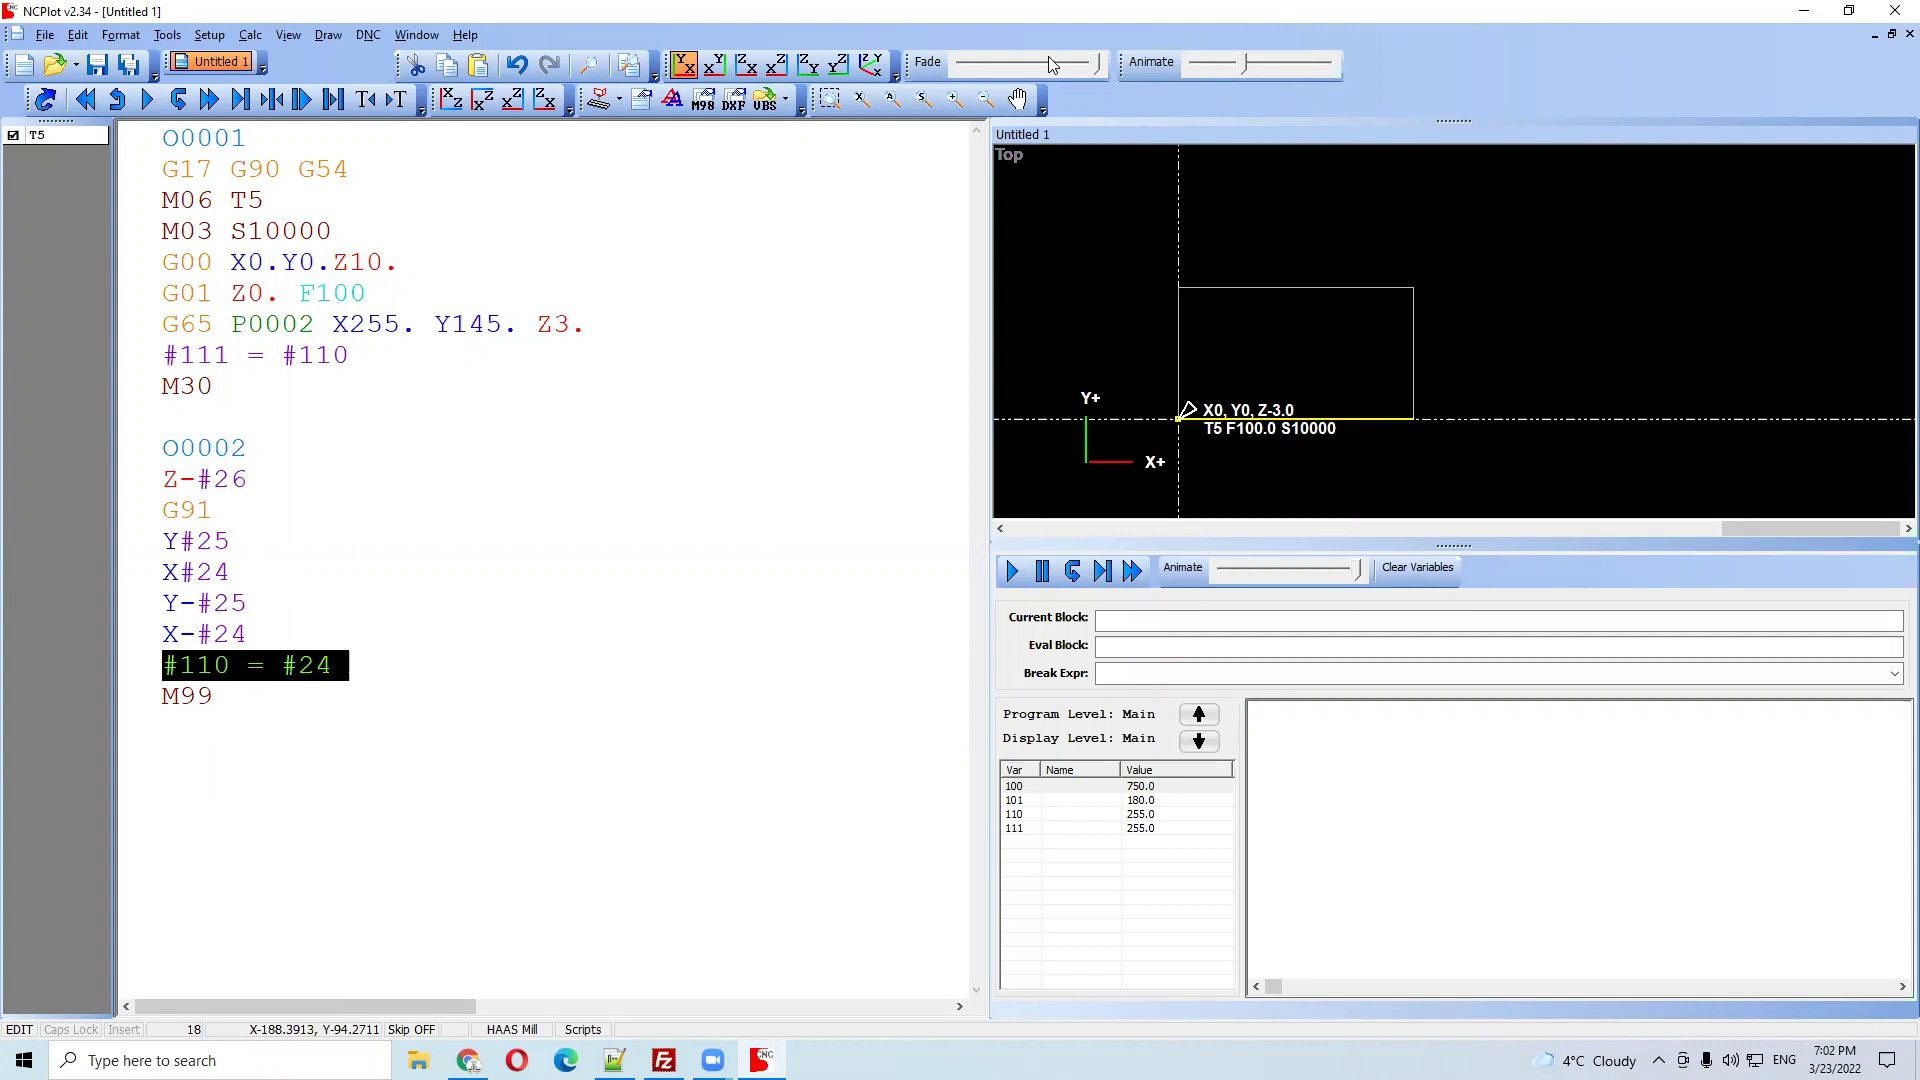 NCPlot v2.34 - [Untitled 1]
File Edit Format Tools Setup Calc View Draw DNC Window Help
Untitled 1
Fade
Animate
M98 DXF VBS
T5
O0001
G17 G90 G54
M06 T5
M03 S10000
G00 X0.Y0.Z10.
G01 Z0. F100
G65 P0002 X255. Y145. Z3.
#111 = #110
M30
O0002
Z-#26
G91
Y#25
X#24
Y-#25
X-#24
#110 = #24
M99
Untitled 1
Top
Y+
X+
X0, Y0, Z-3.0
T5 F100.0 S10000
Animate
Clear Variables
Current Block:
Eval Block:
Break Expr:
Program Level: Main
Display Level: Main
Var Name Value
100 750.0
101 180.0
110 255.0
111 255.0
EDIT Caps Lock Insert 18 X-188.3913, Y-94.2711 Skip OFF HAAS Mill Scripts
Type here to search
CNC
4°C Cloudy
ENG
7:02 PM
3/23/2022